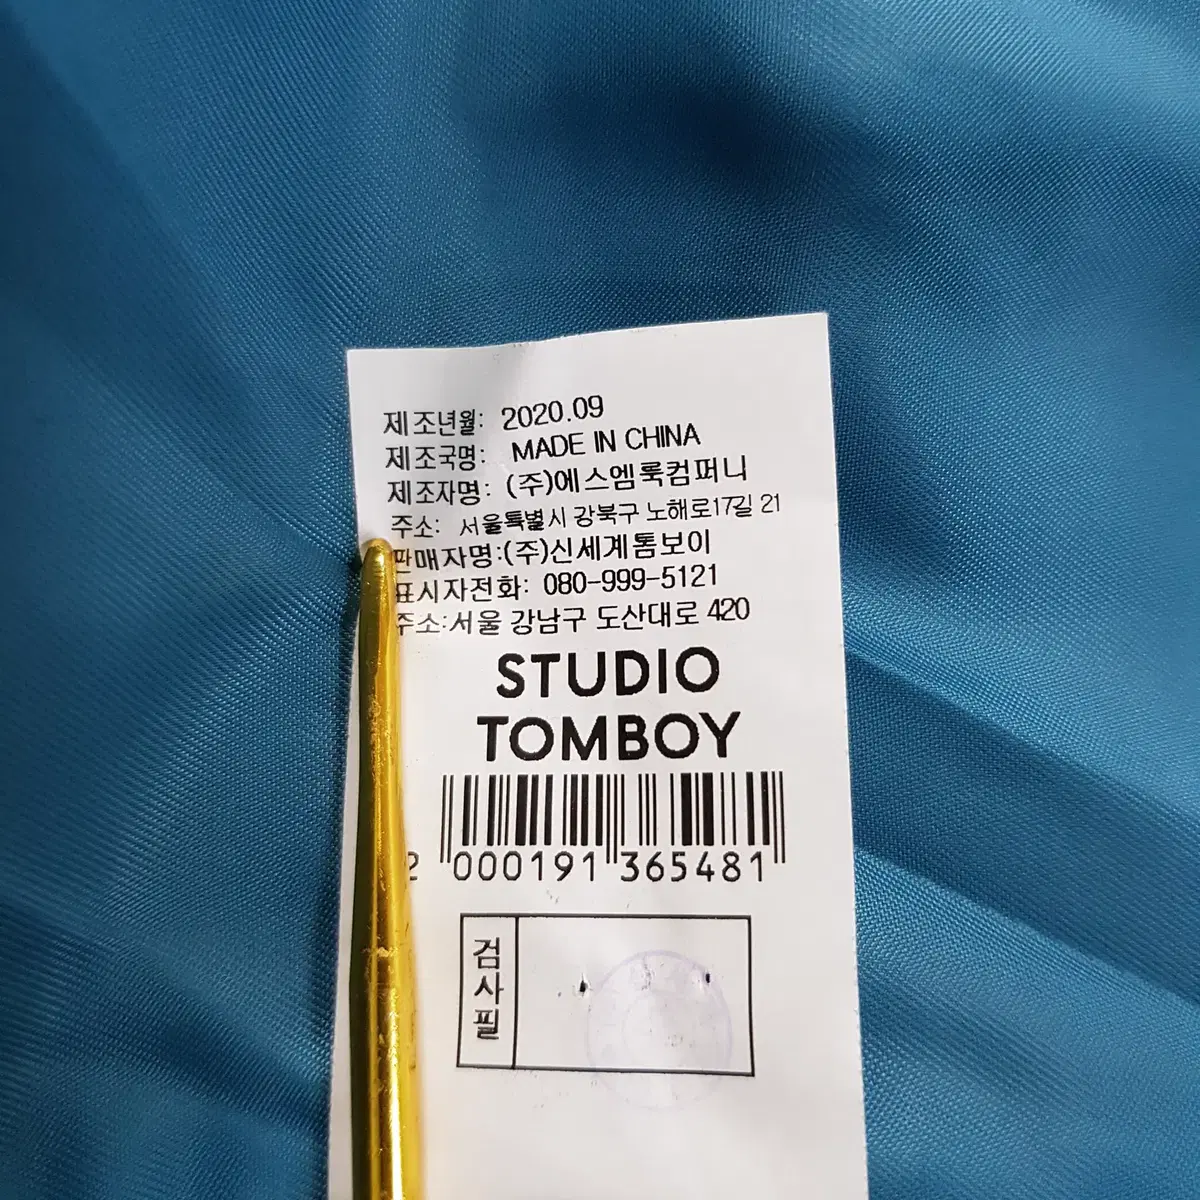 제조년월: 2020.09
제조국명: MADE IN CHINA
제조자명: (주)에스엠룩컴퍼니
주소: 서울특별시 강북구 노해로17길 21
판매자명:(주)신세계톰보이
표시자전화: 080-999-5121
주소:서울 강남구 도산대로 420
STUDIO
TOMBOY
2 000191 365481
검사필